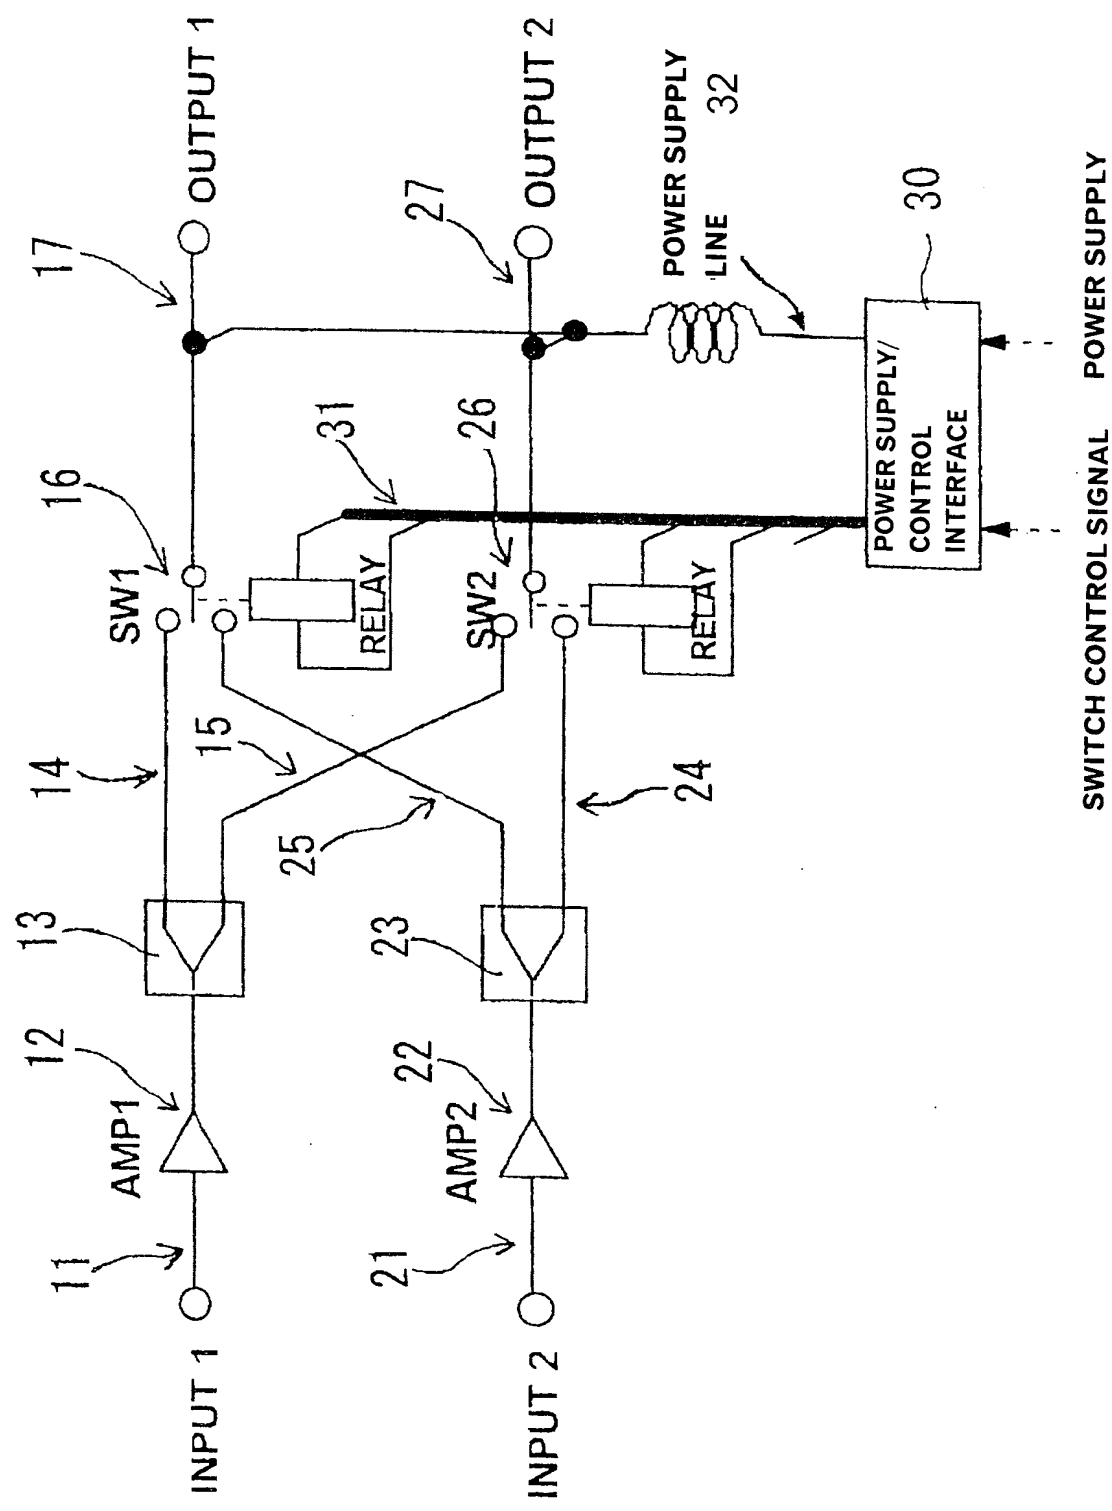 INPUT 1
11
AMP1
12
13
14
15
SW1
16
17
OUTPUT 1
25
RELAY
31
INPUT 2
21
AMP2
22
23
24
SW2
26
27
OUTPUT 2
RELAY
POWER SUPPLY
LINE
32
POWER SUPPLY/
CONTROL
INTERFACE
30
SWITCH CONTROL SIGNAL
POWER SUPPLY